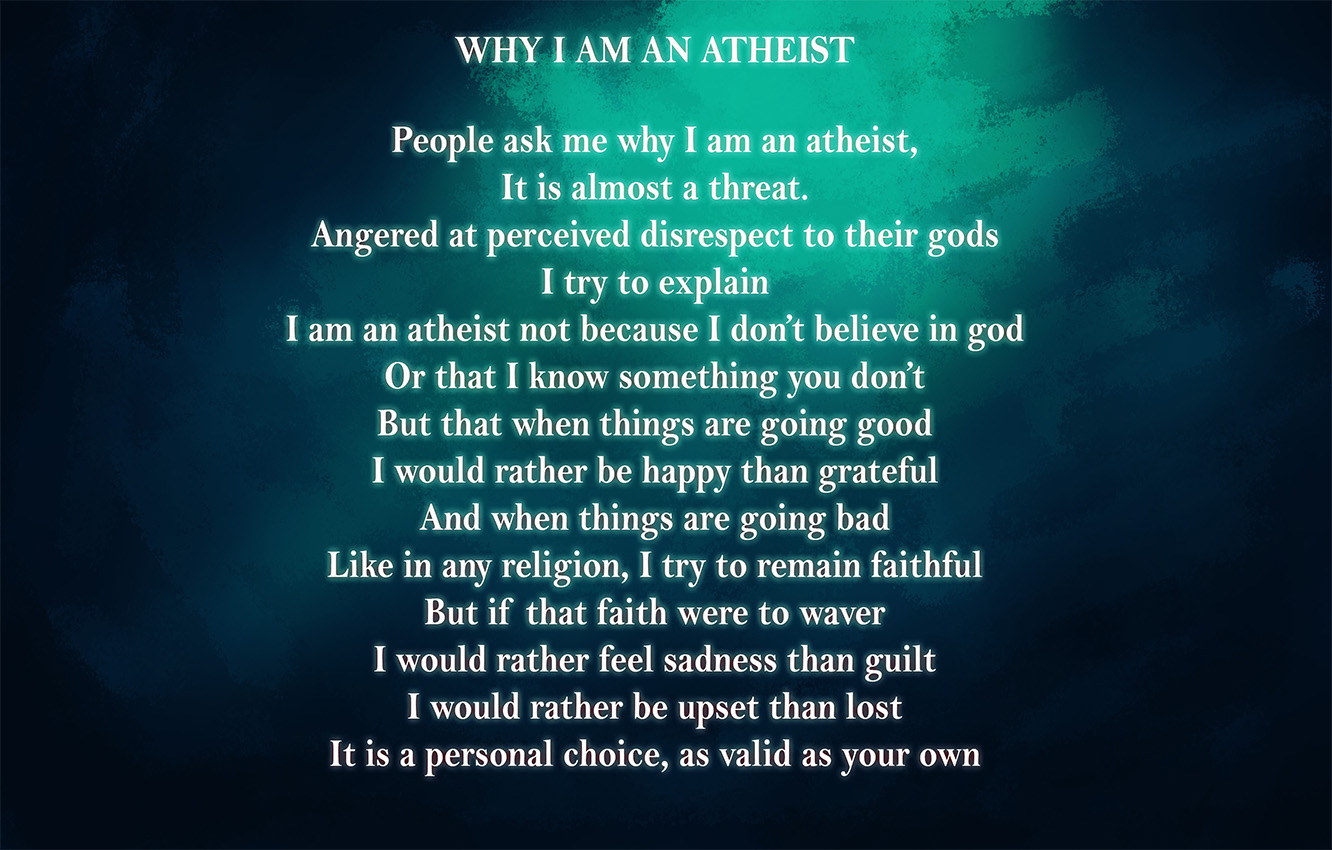 WHY I AM AN ATHEIST
People ask me why I am an atheist,
It is almost a threat.
Angered at perceived disrespect to their gods
I try to explain
I am an atheist not because I don’t believe in god
Or that I know something you don’t
But that when things are going good
I would rather be happy than grateful
And when things are going bad
Like in any religion, I try to remain faithful
But if that faith were to waver
I would rather feel sadness than guilt
I would rather be upset than lost
It is a personal choice, as valid as your own